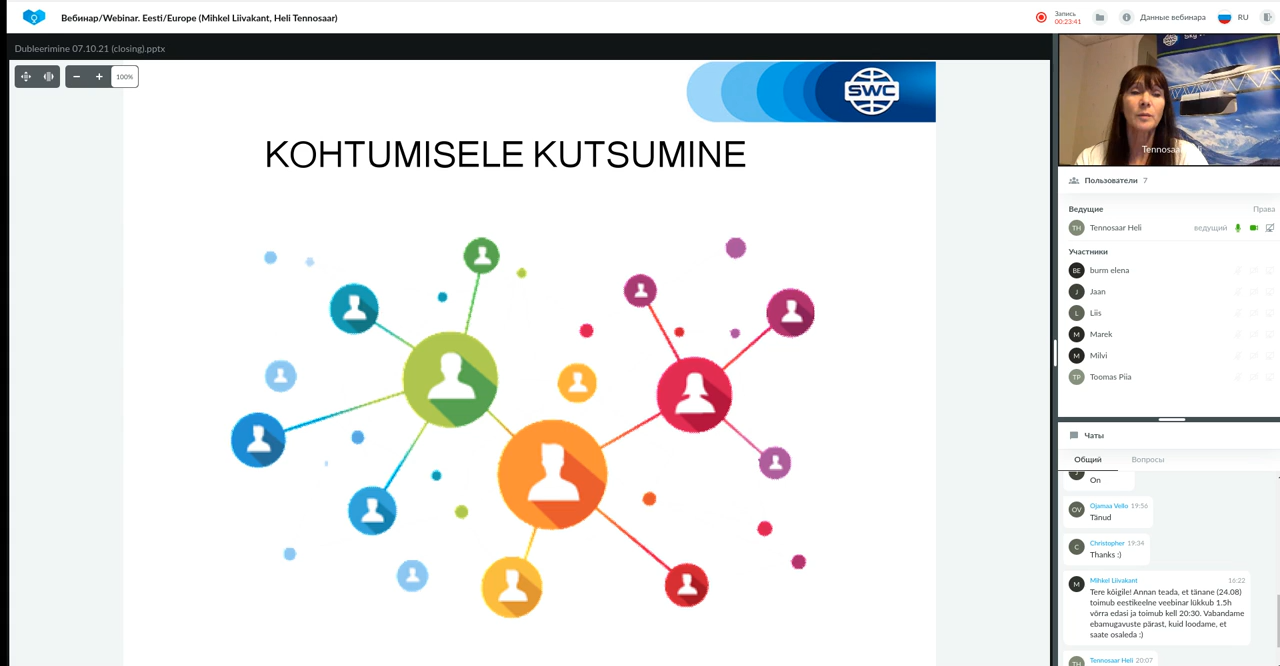 Вебинар/Webinar. Eesti/Europe (Mihkel Liivakant, Heli Tennosaar)
Запись
00:23:41
Данные вебинара
RU
Dubleerimine 07.10.21 (closing).pptx
100%
SWC
KOHTUMISELE KUTSUMINE
Sky
Tennosaar
Пользователи 7
Ведущие
Права
TH
Tennosaar Heli
ведущий
Участники
BE
burm elena
J
Jaan
L
Liis
M
Marek
M
Milvi
TP
Toomas Piia
Чаты
Общий
Вопросы
On
OV
Ojamaa Vello 19:56
Tänud
C
Christopher 19:34
Thanks :)
M
Mihkel Liivakant 16:22
Tere kõigile! Annan teada, et tänane (24.08)
toimub eestikeelne veebinar lükkub 1.5h
võrra edasi ja toimub kell 20:30. Vabandame
ebamugavuste pärast, kuid loodame, et
saate osaleda :)
TH
Tennosaar Heli 20:07